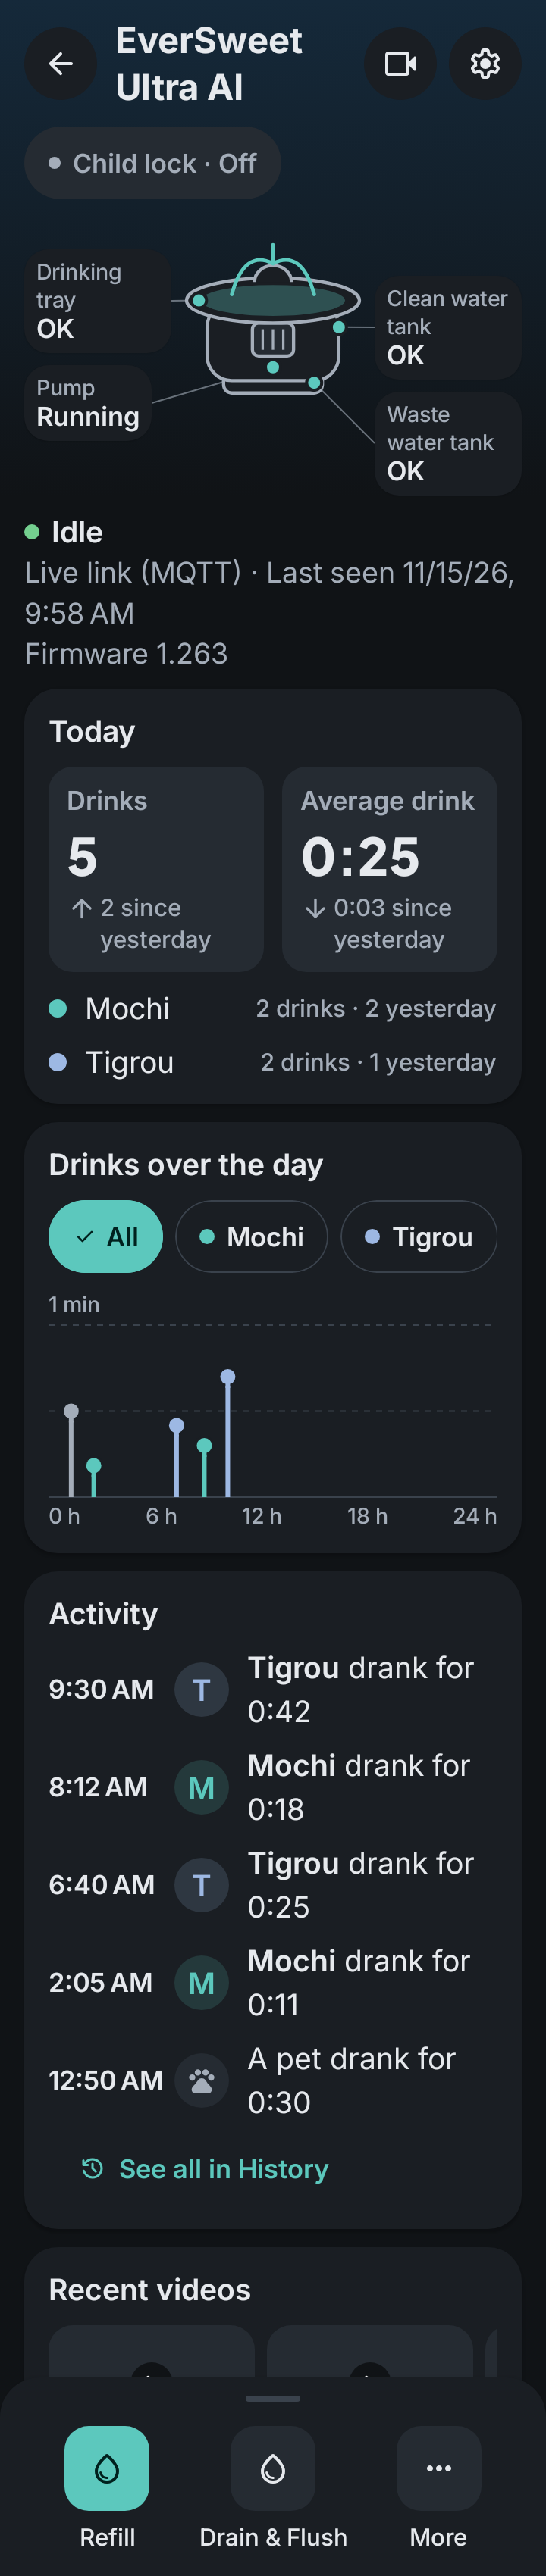 EverSweet
Ultra AI
Child lock · Off
Drinking
tray
OK
Clean water
tank
OK
Pump
Running
Waste
water tank
OK
Idle
Live link (MQTT) · Last seen 11/15/26,
9:58 AM
Firmware 1.263
Today
Drinks
5
↑ 2 since
yesterday
Average drink
0:25
↓ 0:03 since
yesterday
Mochi 2 drinks · 2 yesterday
Tigrou 2 drinks · 1 yesterday
Drinks over the day
All Mochi Tigrou
1 min
0 h 6 h 12 h 18 h 24 h
Activity
9:30 AM T Tigrou drank for
0:42
8:12 AM M Mochi drank for
0:18
6:40 AM T Tigrou drank for
0:25
2:05 AM M Mochi drank for
0:11
12:50 AM A pet drank for
0:30
See all in History
Recent videos
Refill Drain & Flush More